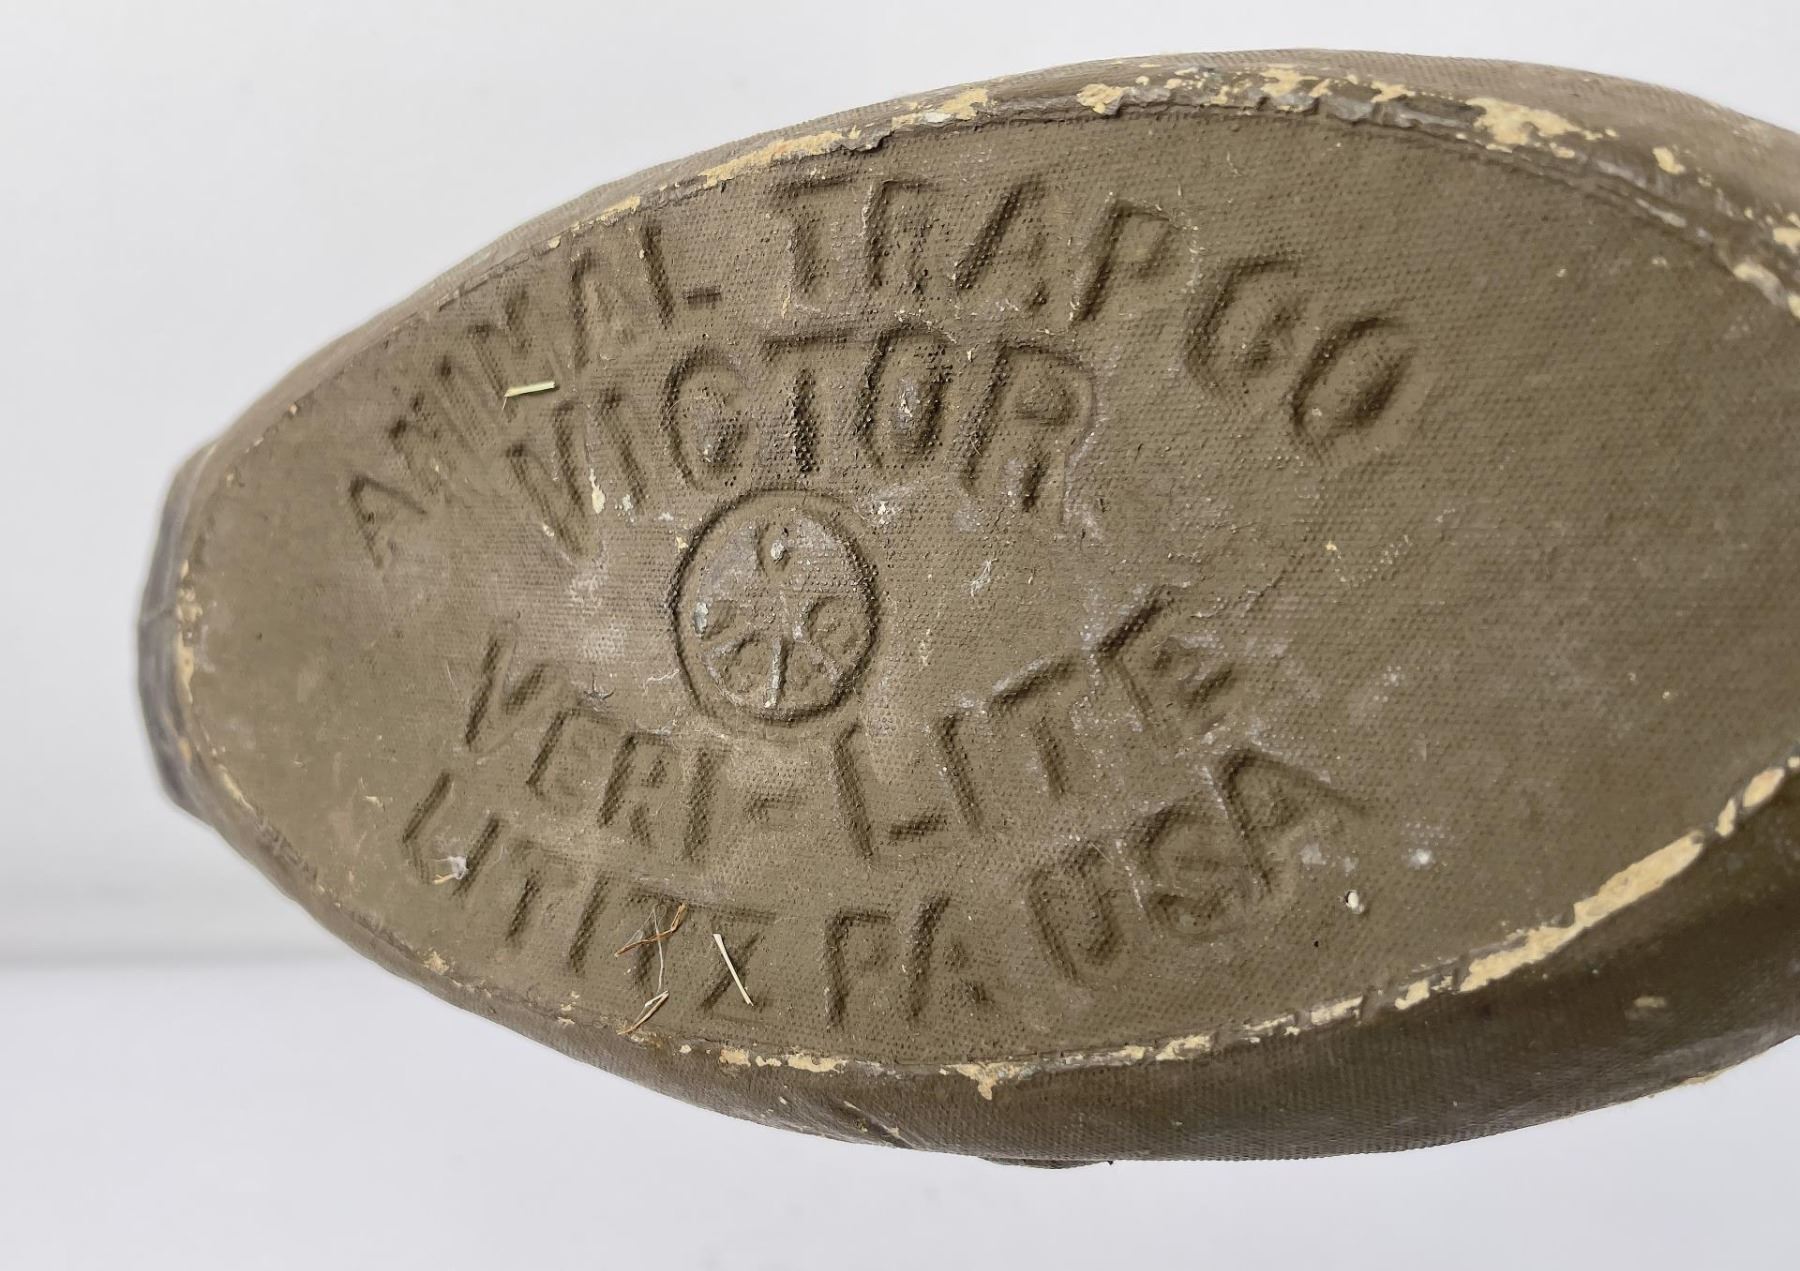 ANIMAL TRAP CO
VICTOR
VERI-LITE
LITITZ PA USA